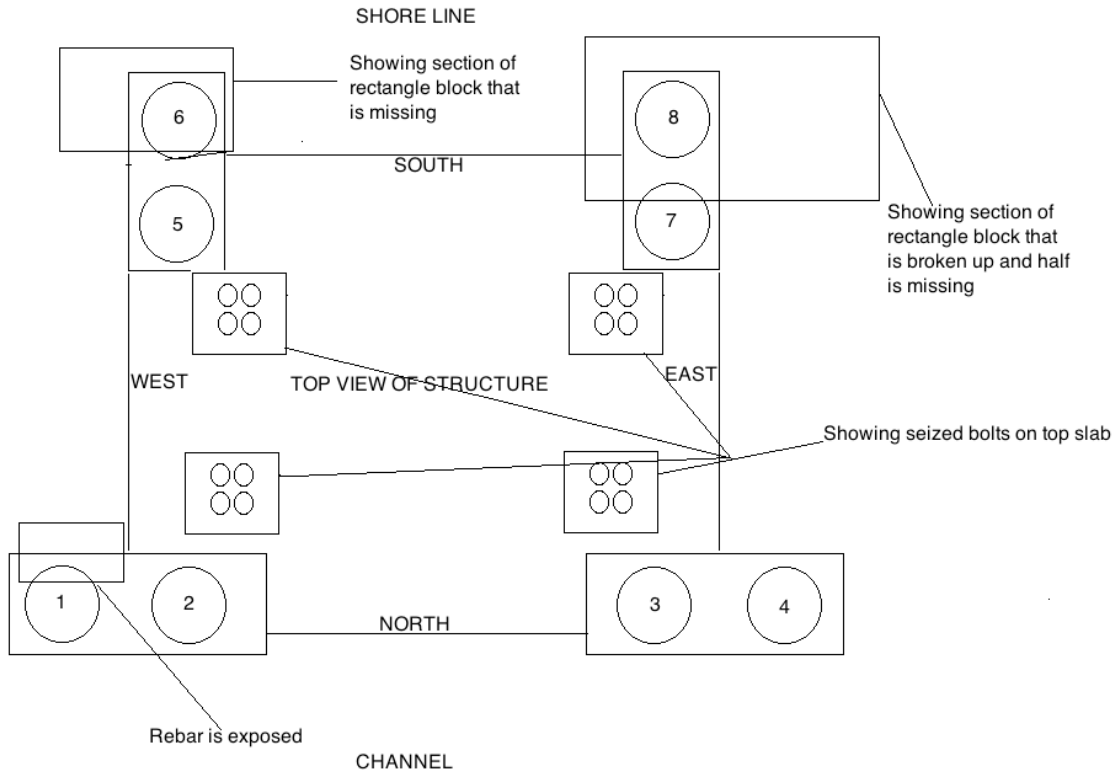 SHORE LINE
Showing section of
rectangle block that
is missing
6
8
SOUTH
5
7
Showing section of
rectangle block that
is broken up and half
is missing
WEST
TOP VIEW OF STRUCTURE
EAST
Showing seized bolts on top slab
1
2
3
4
NORTH
Rebar is exposed
CHANNEL